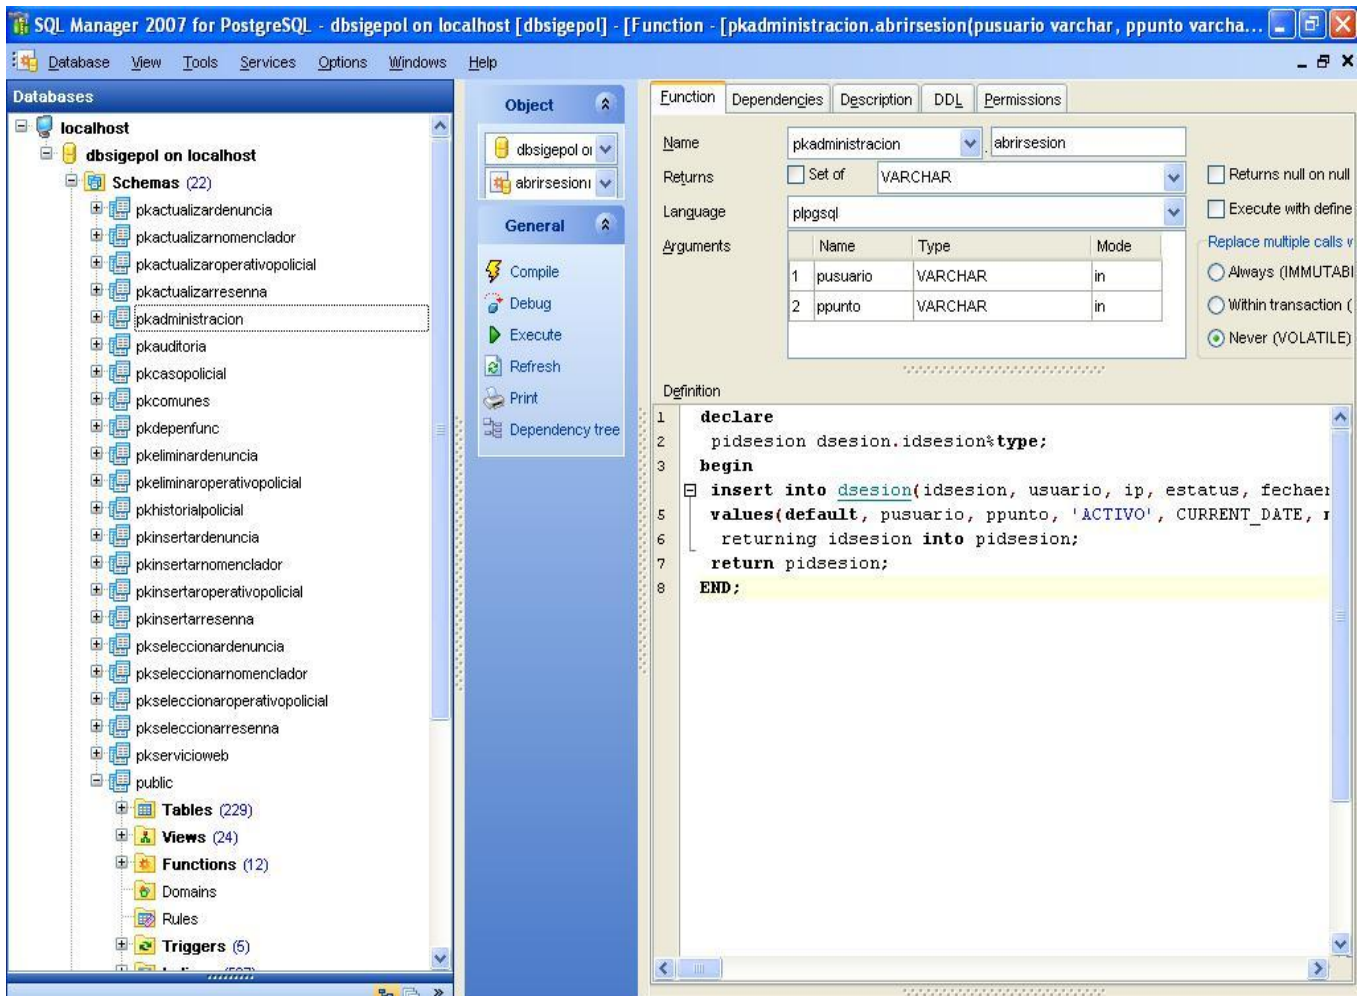 SQL Manager 2007 for PostgreSQL - dbsigepol on localhost [dbsigepol] - [Function - [pkadministracion.abrirsesion(pusuario varchar, ppunto varcha...
Database View Tools Services Options Windows Help
Databases
localhost
dbsigepol on localhost
Schemas (22)
pkactualizardenuncia
pkactualizarnomenclador
pkactualizaroperativopolicial
pkactualizarresenna
pkadministracion
pkauditoria
pkcasopolicial
pkcomunes
pkdepenfunc
pkeliminardenuncia
pkeliminaroperativopolicial
pkhistorialpolicial
pkinsertardenuncia
pkinsertarnomenclador
pkinsertaroperativopolicial
pkinsertarresenna
pkseleccionardenuncia
pkseleccionarnomenclador
pkseleccionaroperativopolicial
pkseleccionarresenna
pkservicioweb
public
Tables (229)
Views (24)
Functions (12)
Domains
Rules
Triggers (5)
Object
dbsigepol oı
abrirsesionı
General
Compile
Debug
Execute
Refresh
Print
Dependency tree
Function Dependencies Description DDL Permissions
Name pkadministracion . abrirsesion
Returns Set of VARCHAR Returns null on null
Language plpgsql Execute with define
Arguments Name Type Mode Replace multiple calls v
1 pusuario VARCHAR in Always (IMMUTABI
2 ppunto VARCHAR in Within transaction (
Never (VOLATILE)
Definition
1 declare
2 pidsesion dsesion.idsesion%type;
3 begin
insert into dsesion(idsesion, usuario, ip, estatus, fechaer
5 values(default, pusuario, ppunto, 'ACTIVO', CURRENT_DATE, r
6 returning idsesion into pidsesion;
7 return pidsesion;
8 END;